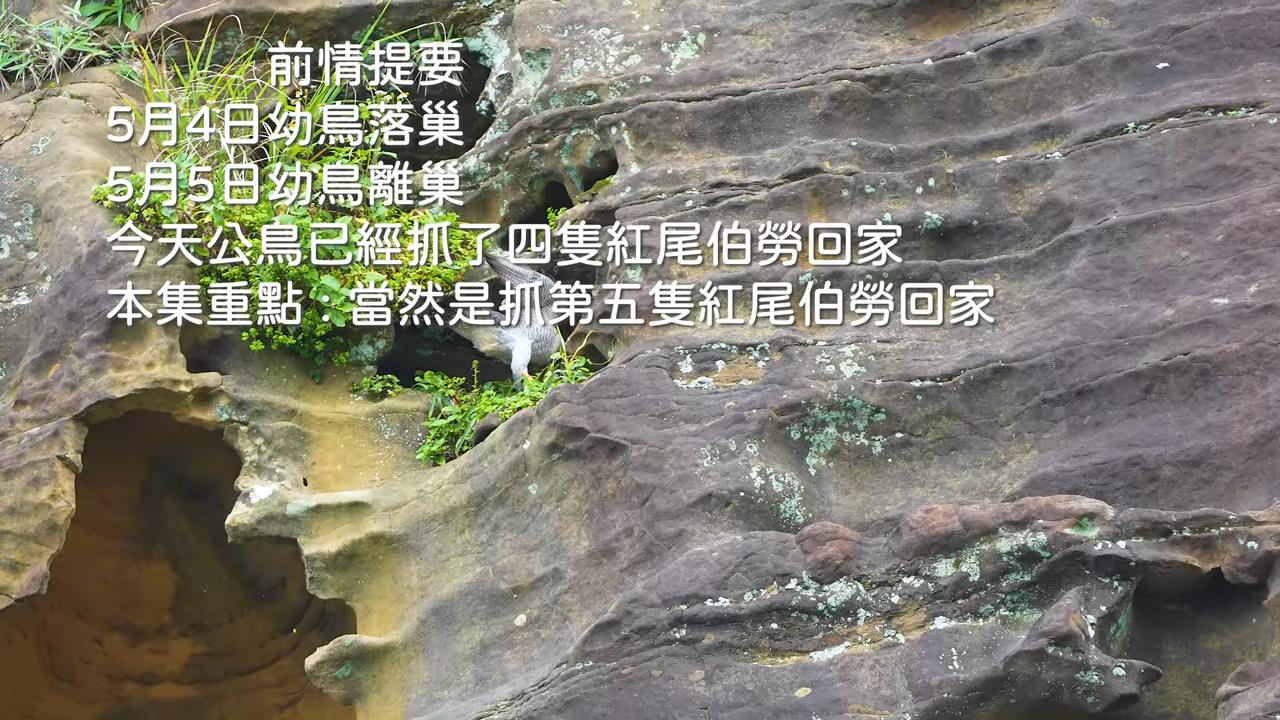 前情提要
5月4日幼鳥落巢
5月5日幼鳥離巢
今天公鳥已經抓了四隻紅尾伯勞回家
本集重點：當然是抓第五隻紅尾伯勞回家